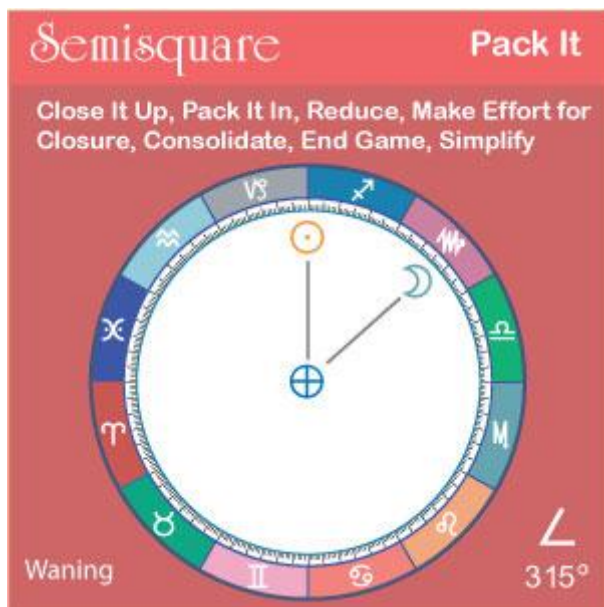 Semisquare
Pack It
Close It Up, Pack It In, Reduce, Make Effort for
Closure, Consolidate, End Game, Simplify
Waning
315°